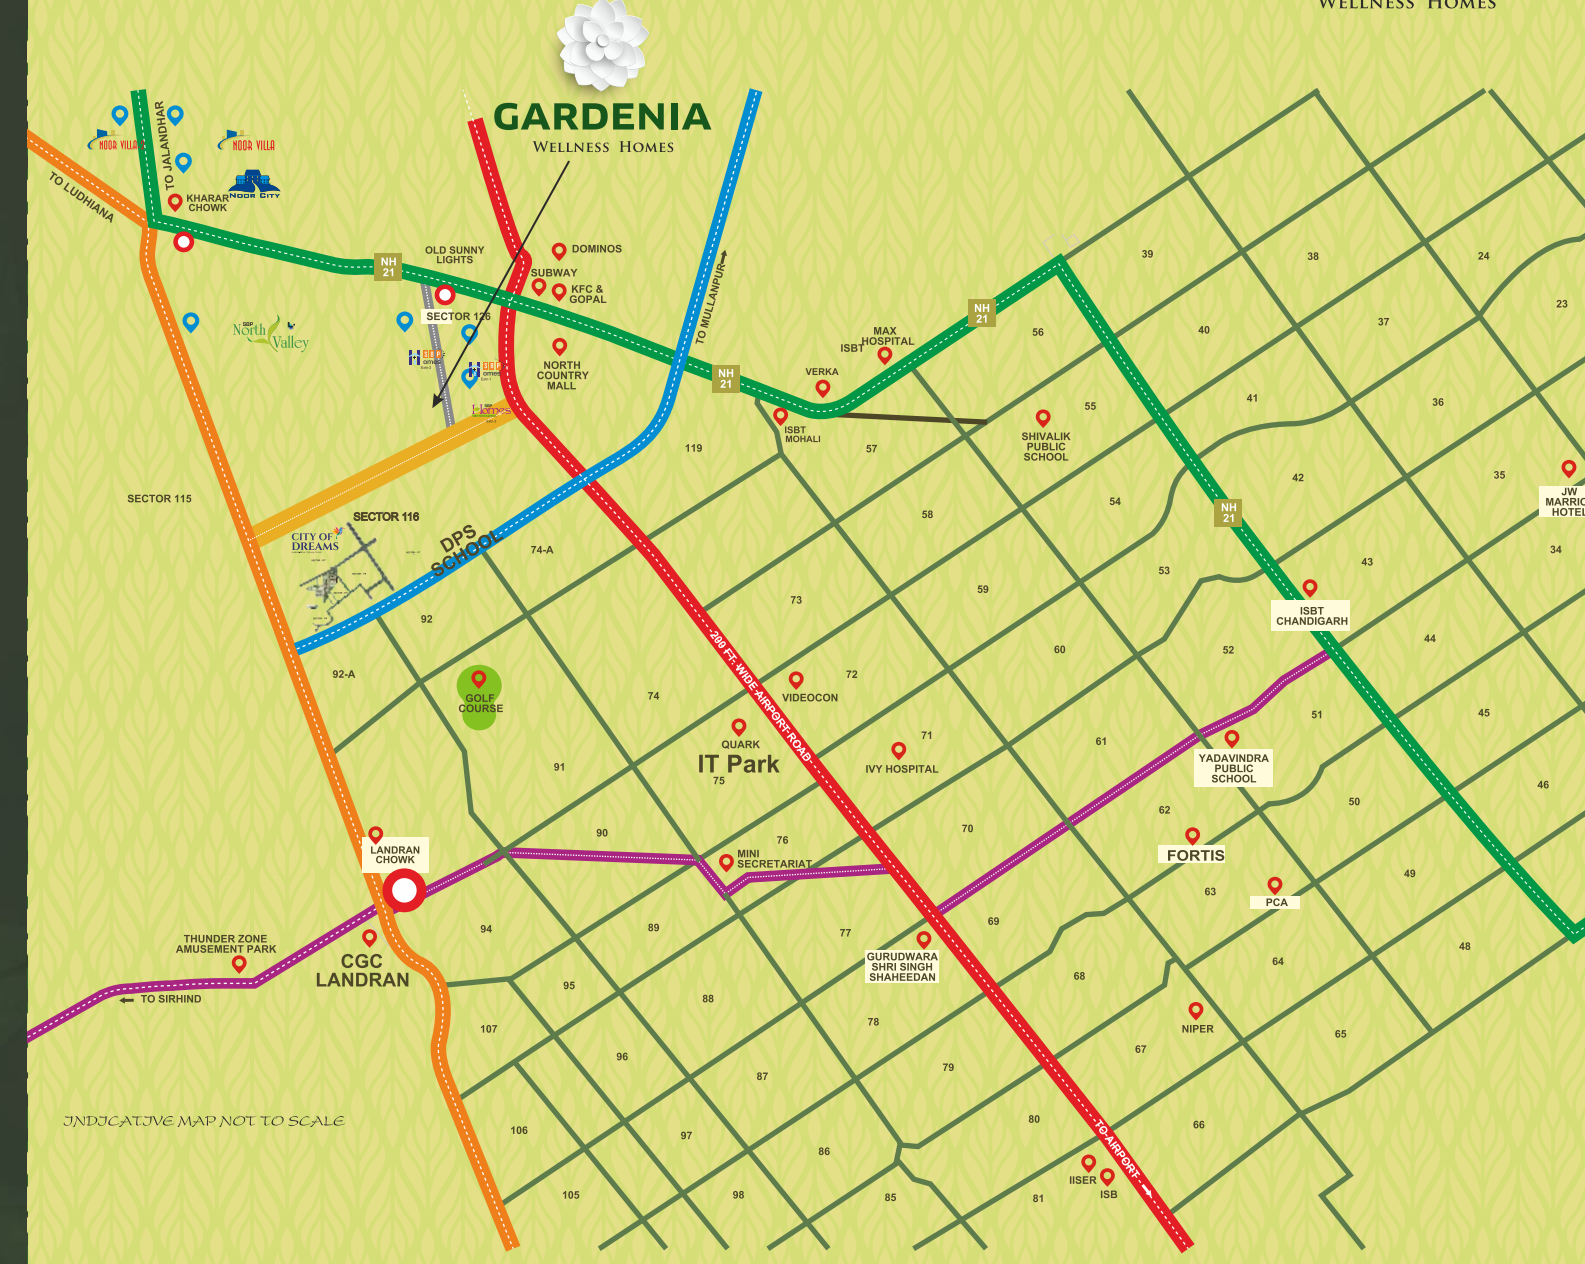 WELLNESS HOMES
GARDENIA
WELLNESS HOMES
NOOR VILLA
TO JALANDHAR
NOOR VILLA
NOOR CITY
TO LUDHIANA
KHARAR
CHOWK
OLD SUNNY
LIGHTS
NH
21
DOMINOS
SUBWAY
KFC &
GOPAL
SECTOR 126
TO MULLANPUR
SBP
North
Valley
H
omes
H
omes
Homes
NORTH
COUNTRY
MALL
NH
21
MAX
HOSPITAL
ISBT
VERKA
NH
21
ISBT
MOHALI
SHIVALIK
PUBLIC
SCHOOL
39
38
24
23
37
40
56
41
36
55
57
119
35
42
54
58
JW
MARRIO
HOTEL
NH
21
34
43
53
59
SECTOR 115
SECTOR 116
CITY OF
DREAMS
DPS
SCHOOL
74-A
92
92-A
73
ISBT
CHANDIGARH
44
52
60
GOLF
COURSE
74
72
VIDEOCON
200 FT. WIDE AIRPORT ROAD
QUARK
IT Park
75
71
IVY HOSPITAL
61
51
45
YADAVINDRA
PUBLIC
SCHOOL
46
50
62
91
90
76
70
MINI
SECRETARIAT
LANDRAN
CHOWK
FORTIS
63
PCA
49
48
64
69
77
89
94
GURUDWARA
SHRI SINGH
SHAHEEDAN
THUNDER ZONE
AMUSEMENT PARK
CGC
LANDRAN
TO SIRHIND
95
88
68
107
78
NIPER
65
67
96
87
79
INDICATIVE MAP NOT TO SCALE
106
97
86
80
66
TO AIRPORT
IISER
ISB
105
98
85
81